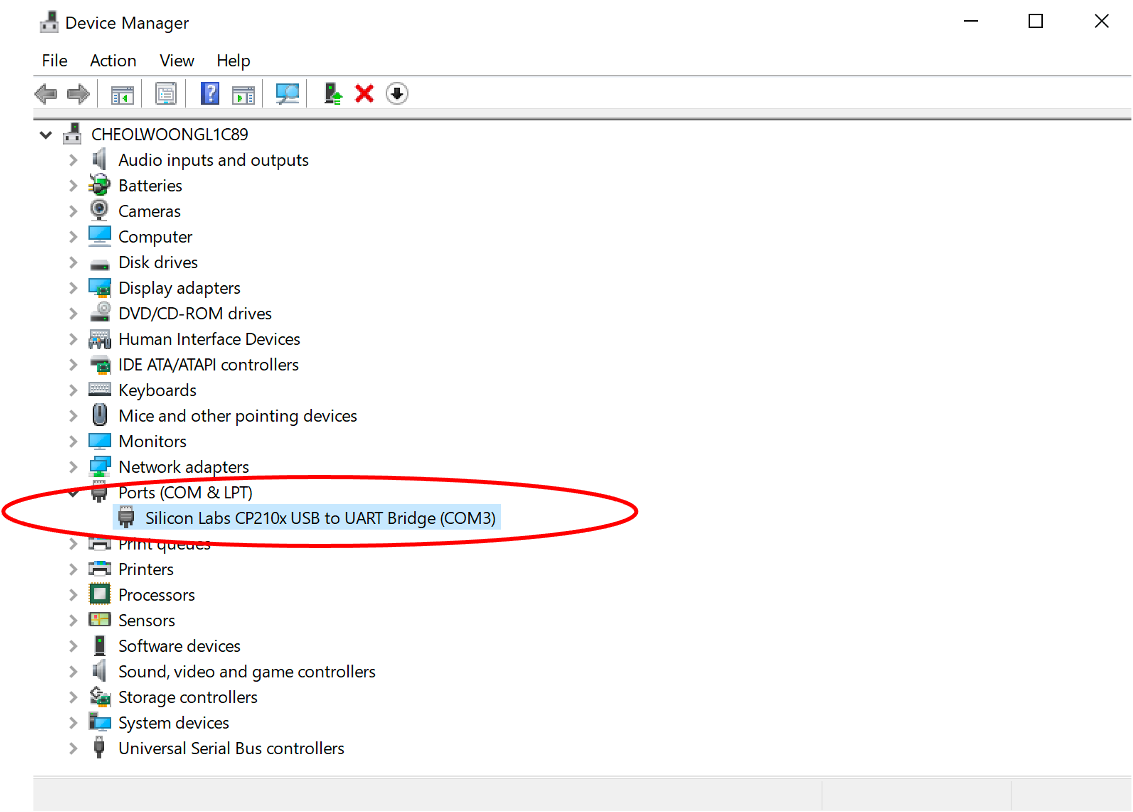 Device Manager
File Action View Help
CHEOLWOONGL1C89
Audio inputs and outputs
Batteries
Cameras
Computer
Disk drives
Display adapters
DVD/CD-ROM drives
Human Interface Devices
IDE ATA/ATAPI controllers
Keyboards
Mice and other pointing devices
Monitors
Network adapters
Ports (COM & LPT)
Silicon Labs CP210x USB to UART Bridge (COM3)
Print queues
Printers
Processors
Sensors
Software devices
Sound, video and game controllers
Storage controllers
System devices
Universal Serial Bus controllers